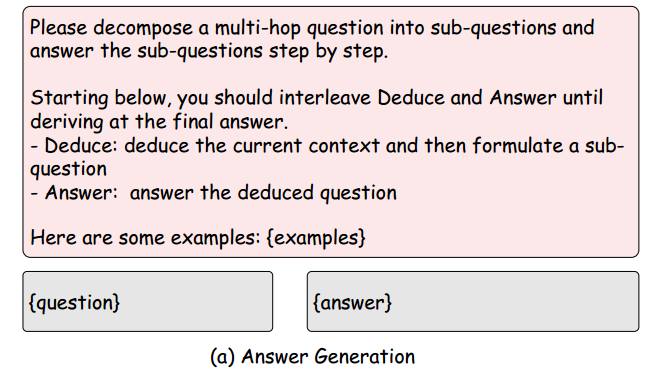 Please decompose a multi-hop question into sub-questions and
answer the sub-questions step by step.
Starting below, you should interleave Deduce and Answer until
deriving at the final answer.
- Deduce: deduce the current context and then formulate a sub-
question
- Answer:  answer the deduced question
Here are some examples: {examples}
{question}
{answer}
(a) Answer Generation